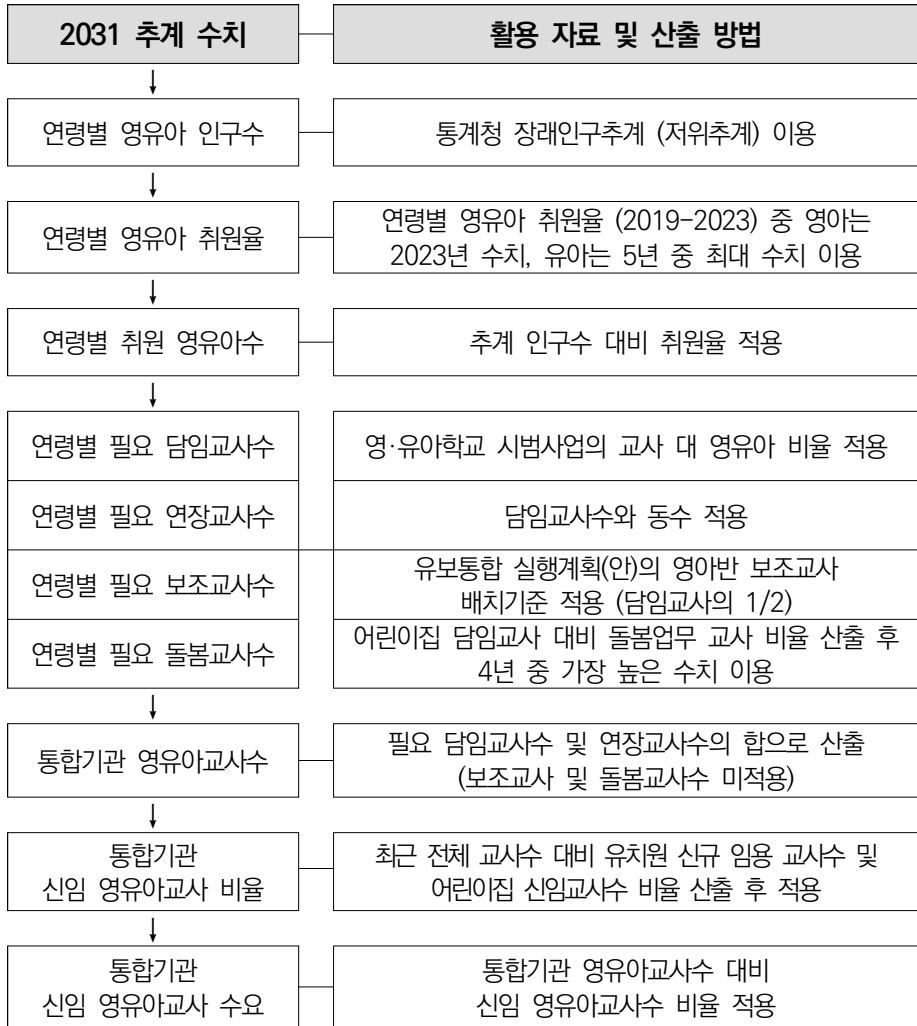 2031 추계 수치
활용 자료 및 산출 방법
연령별 영유아 인구수
통계청 장래인구추계 (저위추계) 이용
연령별 영유아 취원율
연령별 영유아 취원율 (2019-2023) 중 영아는
2023년 수치, 유아는 5년 중 최대 수치 이용
연령별 취원 영유아수
추계 인구수 대비 취원율 적용
연령별 필요 담임교사수
영·유아학교 시범사업의 교사 대 영유아 비율 적용
연령별 필요 연장교사수
담임교사수와 동수 적용
연령별 필요 보조교사수
유보통합 실행계획(안)의 영아반 보조교사
배치기준 적용 (담임교사의 1/2)
연령별 필요 돌봄교사수
어린이집 담임교사 대비 돌봄업무 교사 비율 산출 후
4년 중 가장 높은 수치 이용
통합기관 영유아교사수
필요 담임교사수 및 연장교사수의 합으로 산출
(보조교사 및 돌봄교사수 미적용)
통합기관
신임 영유아교사 비율
최근 전체 교사수 대비 유치원 신규 임용 교사수 및
어린이집 신임교사수 비율 산출 후 적용
통합기관
신임 영유아교사 수요
통합기관 영유아교사수 대비
신임 영유아교사수 비율 적용